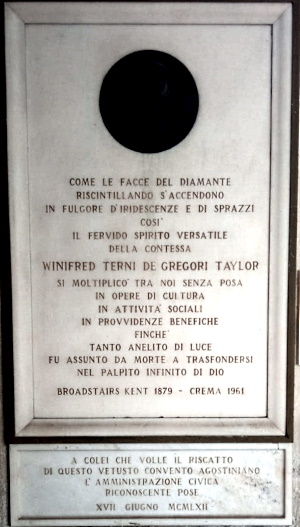 COME LE FACCE DEL DIAMANTE
RISCINTILLANDO S'ACCENDONO
IN FULGORE D'IRIDESCENZE E DI SPRAZZI
COSI'
IL FERVIDO SPIRITO VERSATILE
DELLA CONTESSA
WINIFRED TERNI DE GREGORI TAYLOR
SI MOLTIPLICO' TRA NOI SENZA POSA
IN OPERE DI CULTURA
IN ATTIVITA' SOCIALI
IN PROVVIDENZE BENEFICHE
FINCHE'
TANTO ANELITO DI LUCE
FU ASSUNTO DA MORTE A TRASFONDERSI
NEL PALPITO INFINITO DI DIO
BROADSTAIRS KENT 1879 - CREMA 1961
A COLEI CHE VOLLE IL RISCATTO
DI QUESTO VETUSTO CONVENTO AGOSTINIANO
L'AMMINISTRAZIONE CIVICA
RICONOSCENTE POSE
XVII GIUGNO MCMLXII